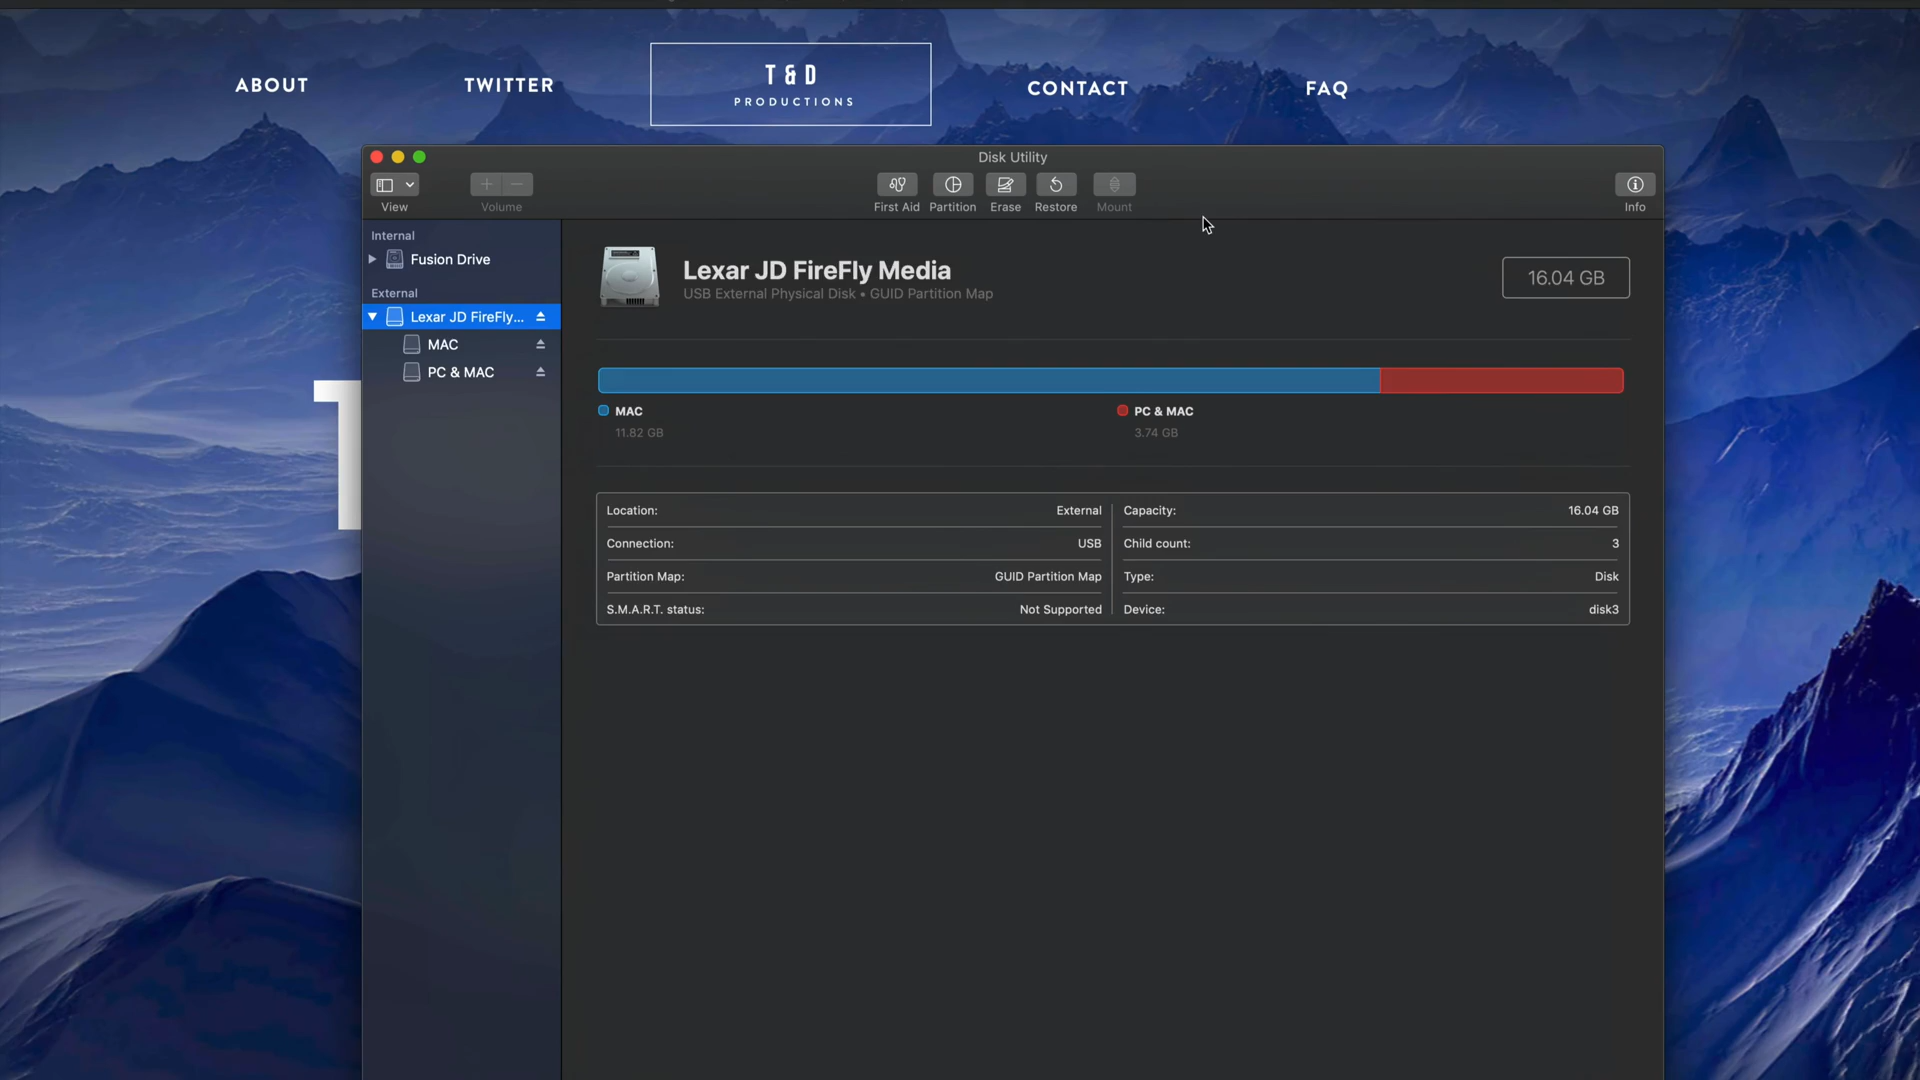 ABOUT
TWITTER
T & D
PRODUCTIONS
CONTACT
FAQ
Disk Utility
View
Volume
First Aid
Partition
Erase
Restore
Mount
Info
Internal
Fusion Drive
External
Lexar JD FireFly...
MAC
PC & MAC
Lexar JD FireFly Media
USB External Physical Disk • GUID Partition Map
16.04 GB
MAC
11.82 GB
PC & MAC
3.74 GB
Location: External
Capacity: 16.04 GB
Connection: USB
Child count: 3
Partition Map: GUID Partition Map
Type: Disk
S.M.A.R.T. status: Not Supported
Device: disk3